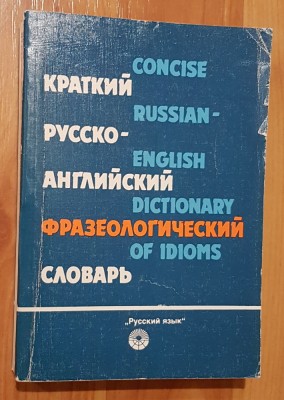 CONCISE
КРАТКИЙ
RUSSIAN-
РУССКО-
ENGLISH
АНГЛИЙСКИЙ
DICTIONARY
ФРАЗЕОЛОГИЧЕСКИЙ
OF IDIOMS
СЛОВАРЬ
„Русский язык"